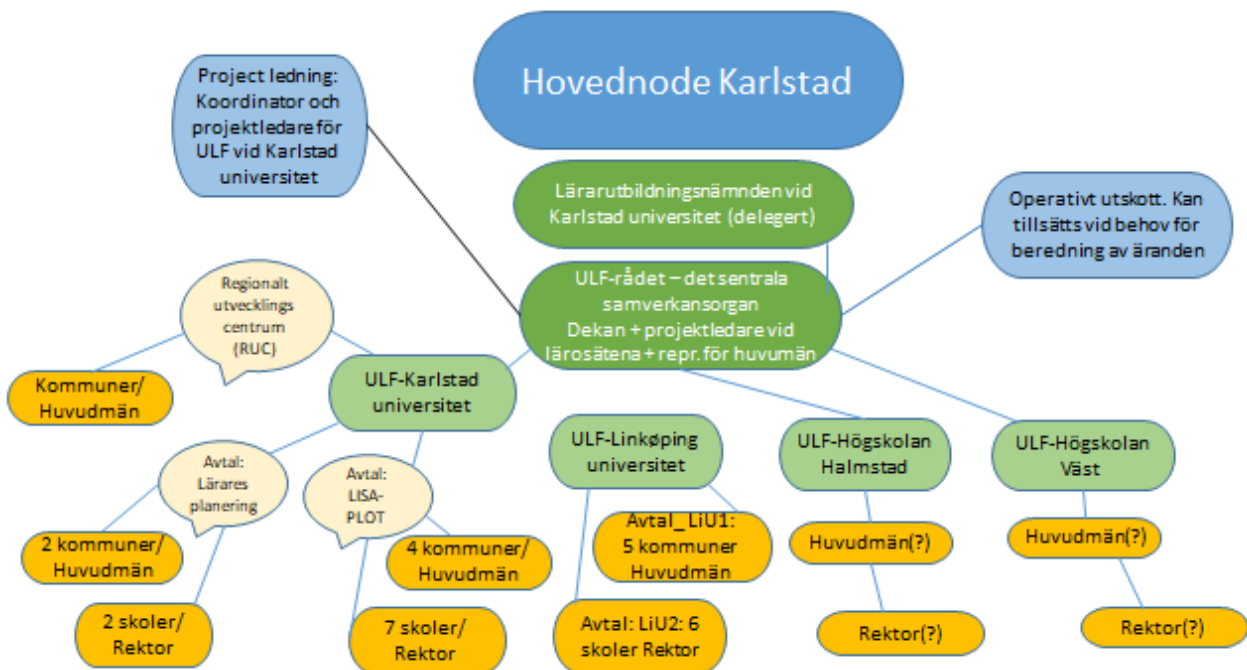 Hovednode Karlstad
Project ledning:
Koordinator och
projektledare för
ULF vid Karlstad
universitet
Lärarutbildningsnämnden vid
Karlstad universitet (delegert)
Operativt utskott. Kan
tillsätts vid behov för
beredning av äranden
ULF-rådet – det sentrala
samverkansorgan
Dekan + projektledare vid
lärosätena + repr. för huvumän
Regionalt
utvecklings
centrum
(RUC)
Kommuner/
Huvudmän
ULF-Karlstad
universitet
ULF-Linkøping
universitet
ULF-Högskolan
Halmstad
ULF-Högskolan
Väst
Avtal:
Lärares
planering
Avtal:
LISA-
PLOT
2 kommuner/
Huvudmän
4 kommuner/
Huvudmän
Avtal_LiU1:
5 kommuner
Huvudmän
Huvudmän(?)
Huvudmän(?)
2 skoler/
Rektor
7 skoler/
Rektor
Avtal: LiU2: 6
skoler Rektor
Rektor(?)
Rektor(?)